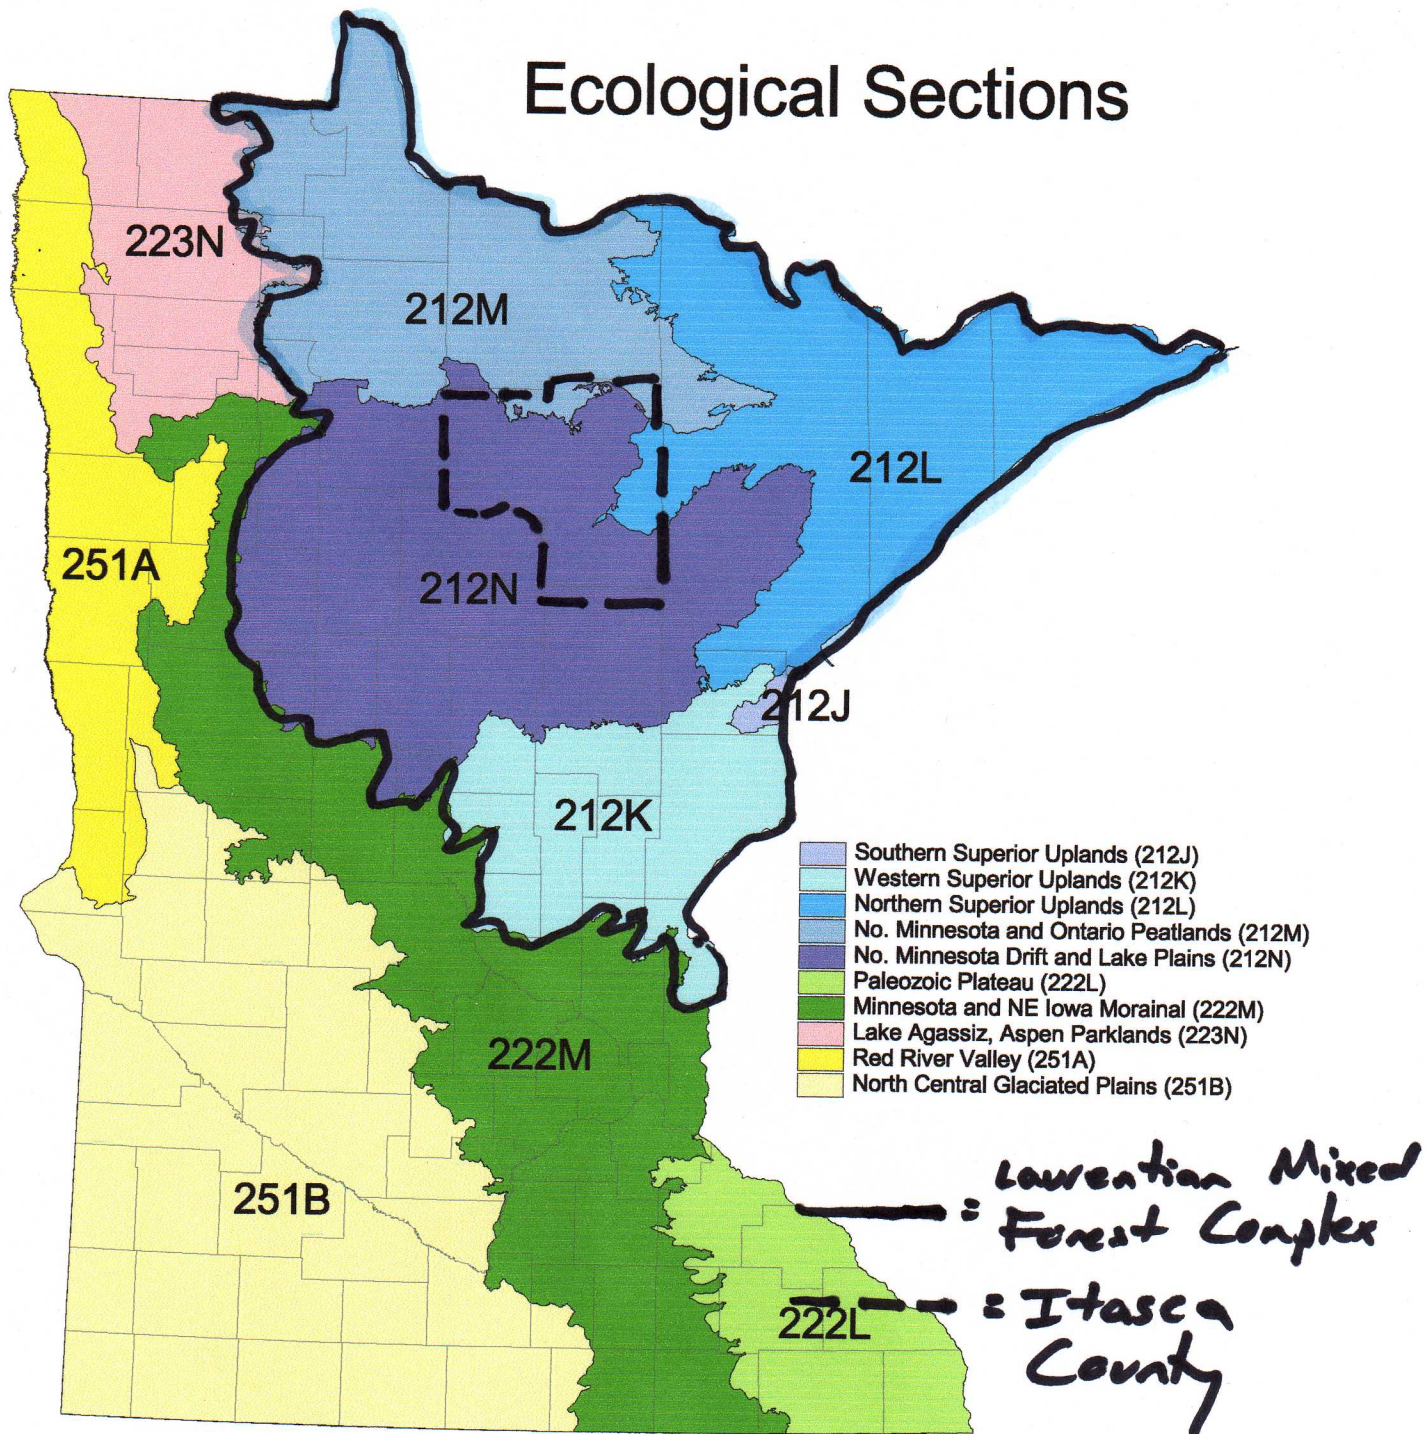 Ecological Sections
223N
212M
212L
251A
212N
212J
212K
Southern Superior Uplands (212J)
Western Superior Uplands (212K)
Northern Superior Uplands (212L)
No. Minnesota and Ontario Peatlands (212M)
No. Minnesota Drift and Lake Plains (212N)
Paleozoic Plateau (222L)
Minnesota and NE Iowa Morainal (222M)
Lake Agassiz, Aspen Parklands (223N)
Red River Valley (251A)
North Central Glaciated Plains (251B)
222M
251B
222L
= Laurentian Mixed
Forest Complex
= Itasca
County